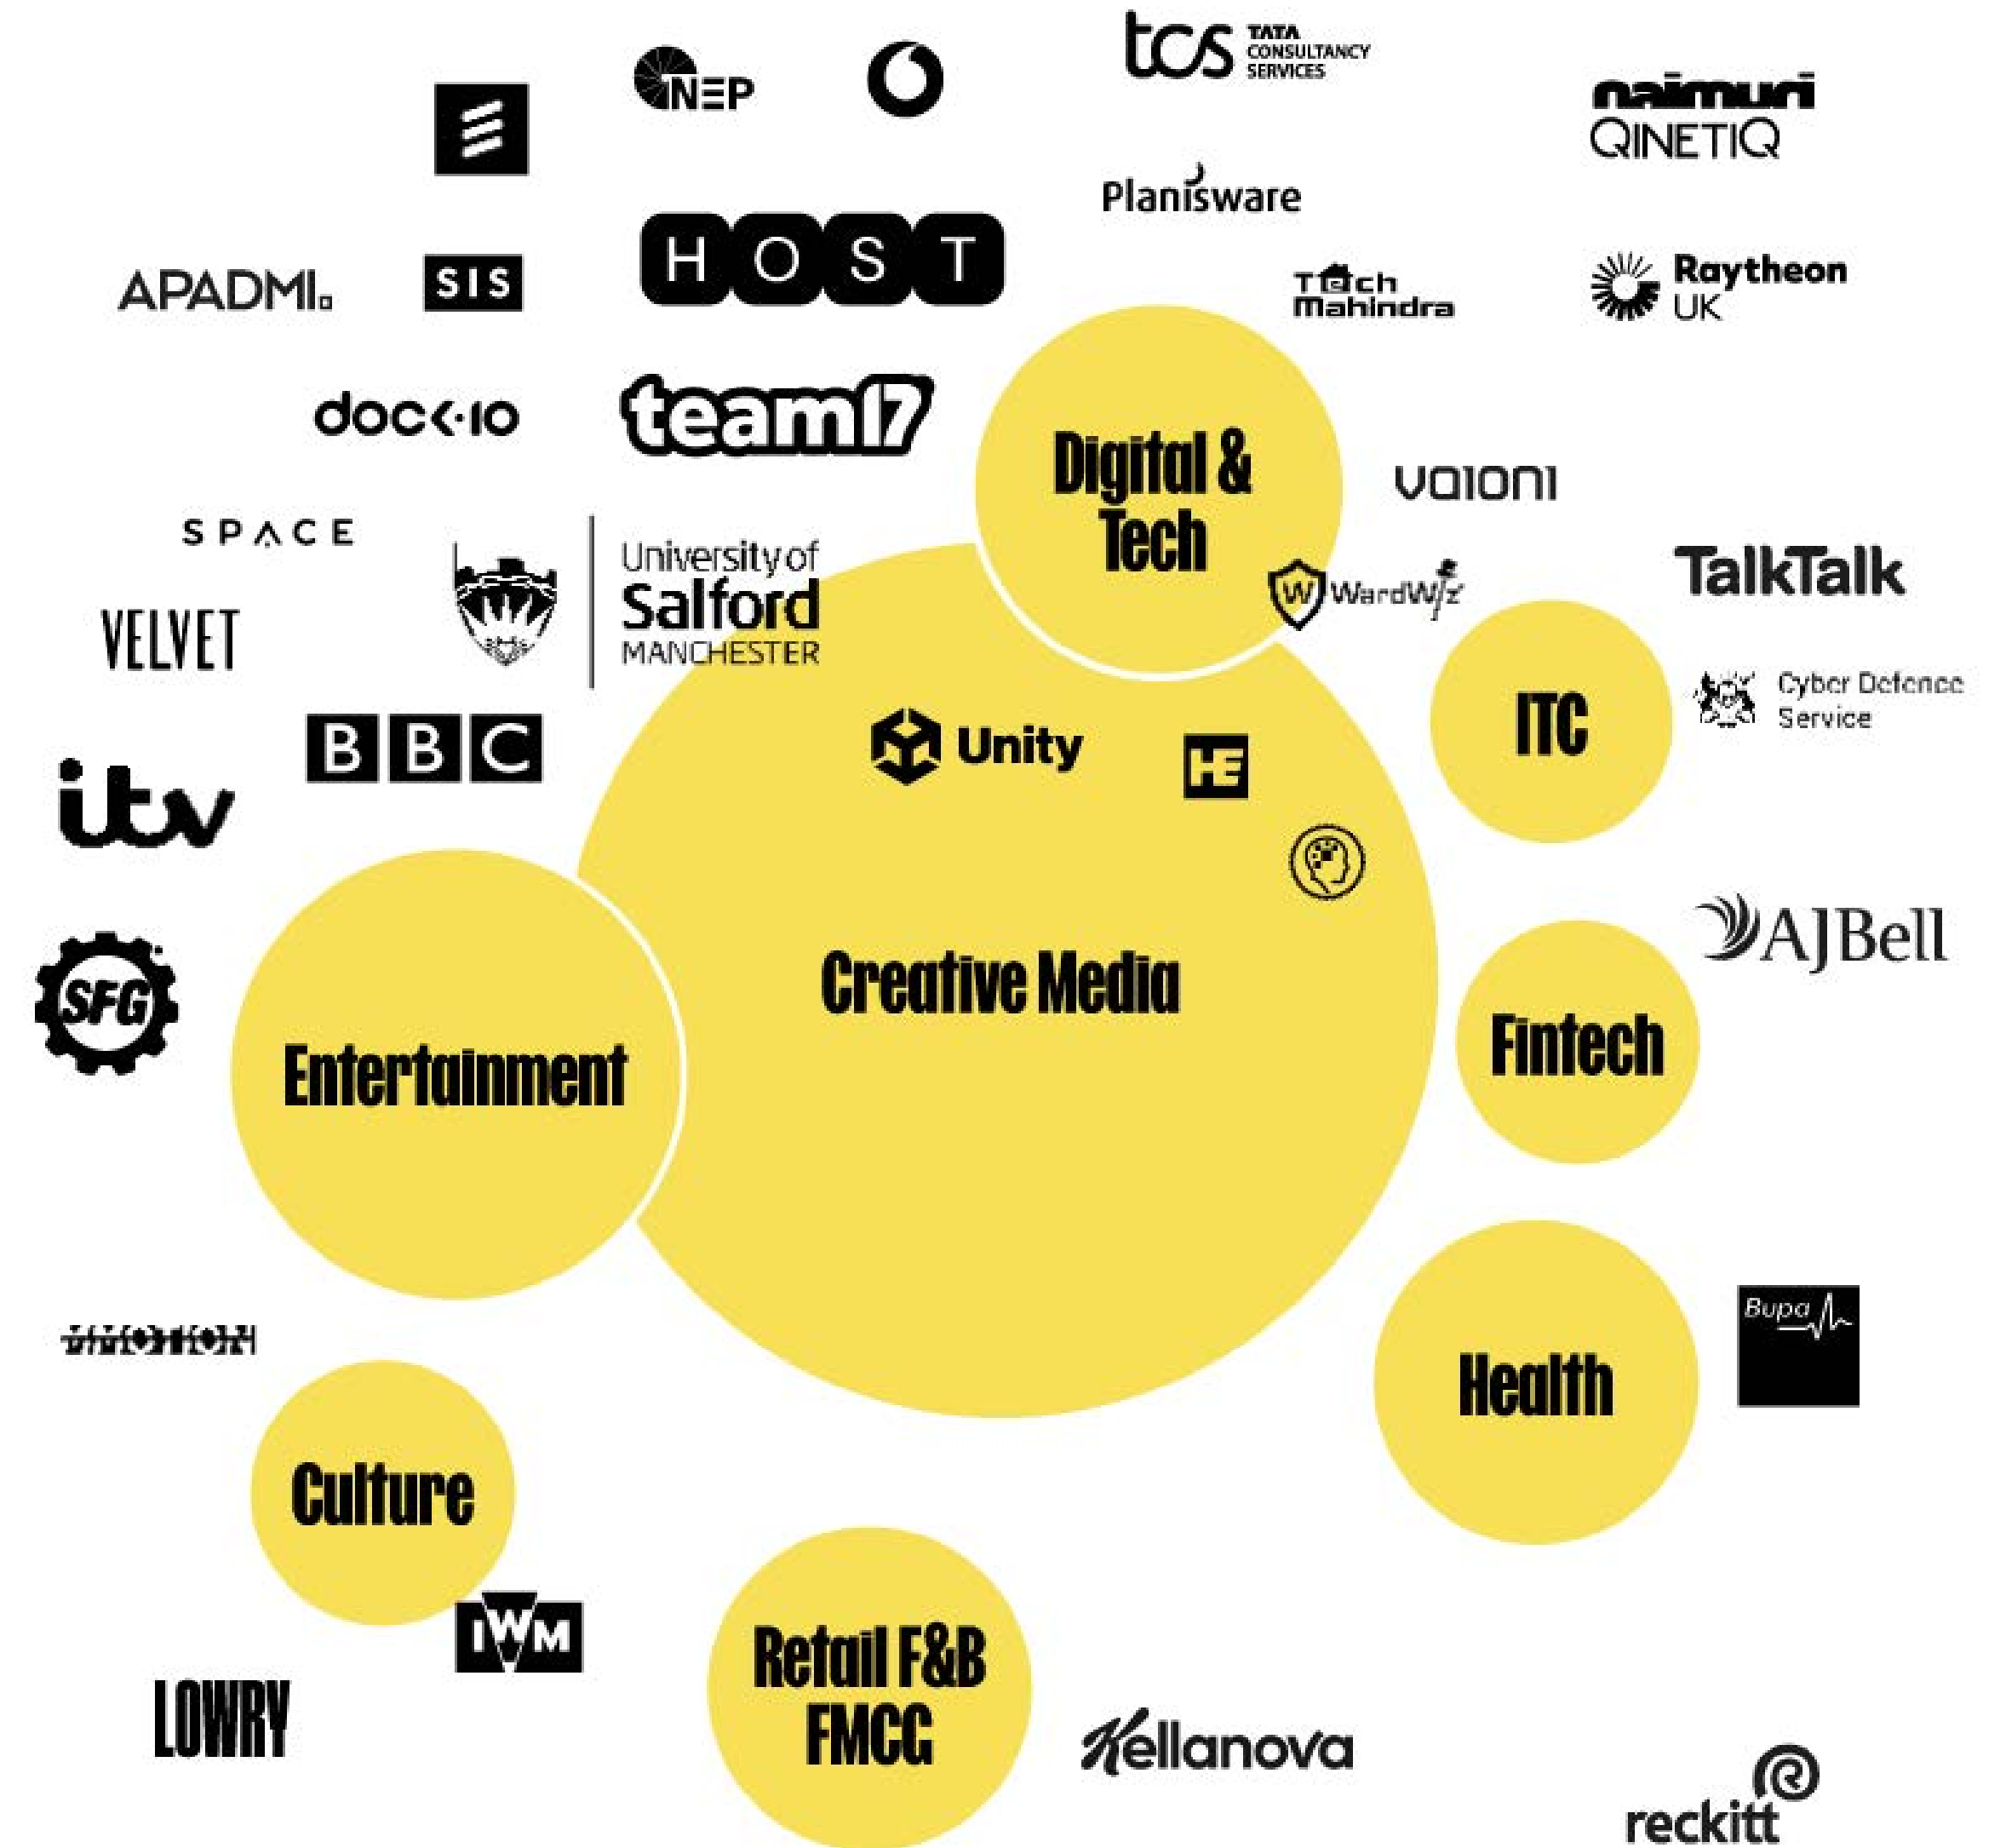 tcs TATA
CONSULTANCY
SERVICES
NEP
naimuri
QINETIQ
Planisware
HOST
APADMI.
SIS
Tech
Mahindra
Raytheon
UK
dock10
team17
Digital &
Tech
vaioni
SPACE
University of
Salford
MANCHESTER
WardWiz
TalkTalk
VELVET
BBC
Unity
HE
ITC
Cyber Defence
Service
itv
SFG
Creative Media
AJBell
Entertainment
Fintech
Bupa
Health
Culture
IWM
LOWRY
Retail F&B
FMCG
Kellanova
reckitt